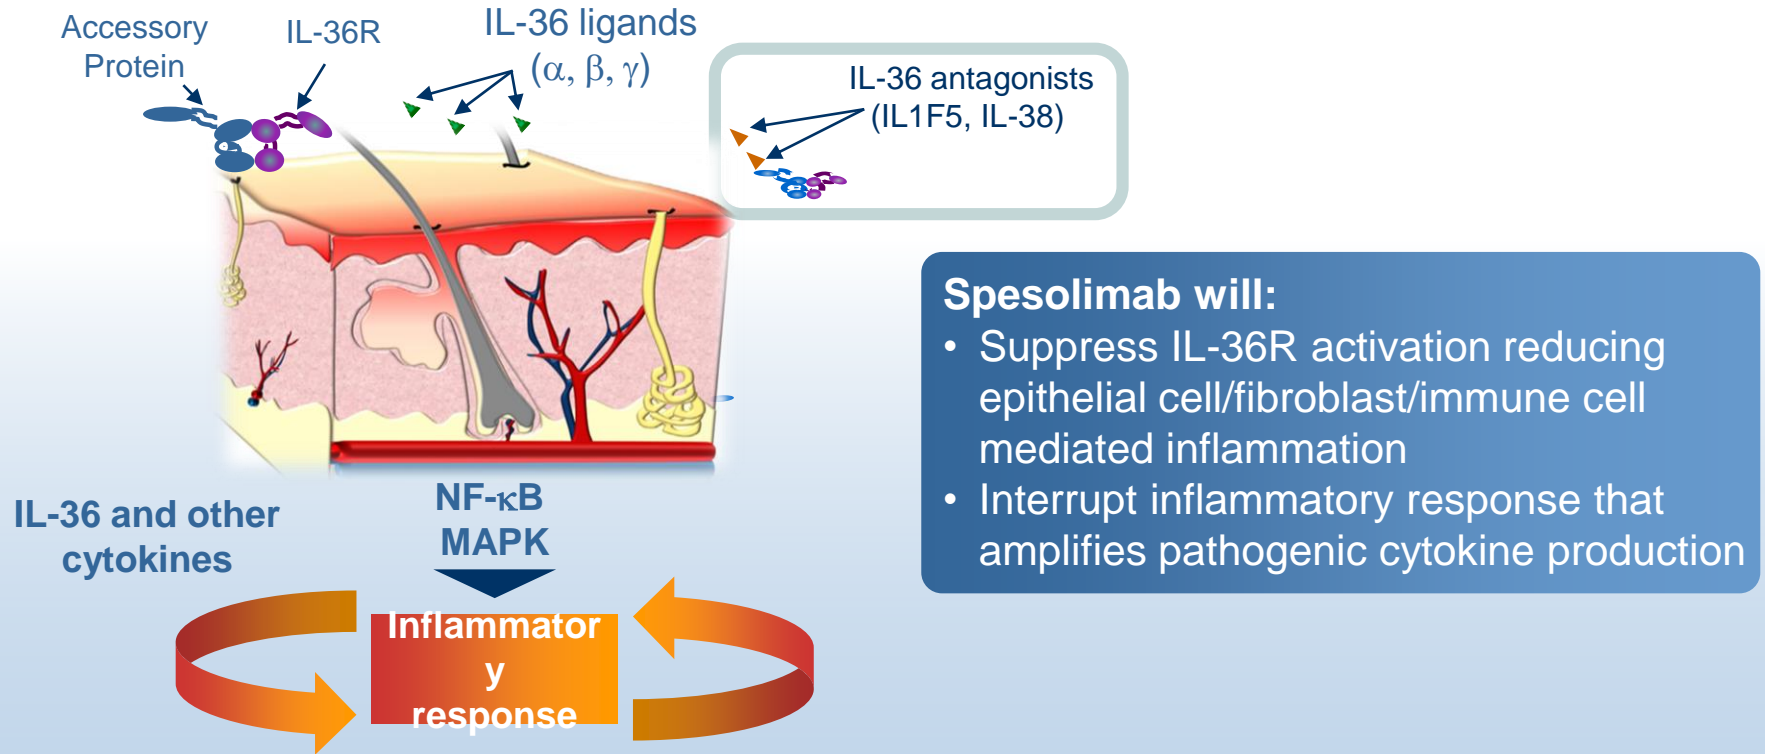 Accessory
Protein
IL-36R
IL-36 ligands
(α, β, γ)
IL-36 antagonists
(IL1F5, IL-38)
Spesolimab will:
• Suppress IL-36R activation reducing
epithelial cell/fibroblast/immune cell
mediated inflammation
• Interrupt inflammatory response that
amplifies pathogenic cytokine production
IL-36 and other
cytokines
NF-κB
MAPK
Inflammator
y
response